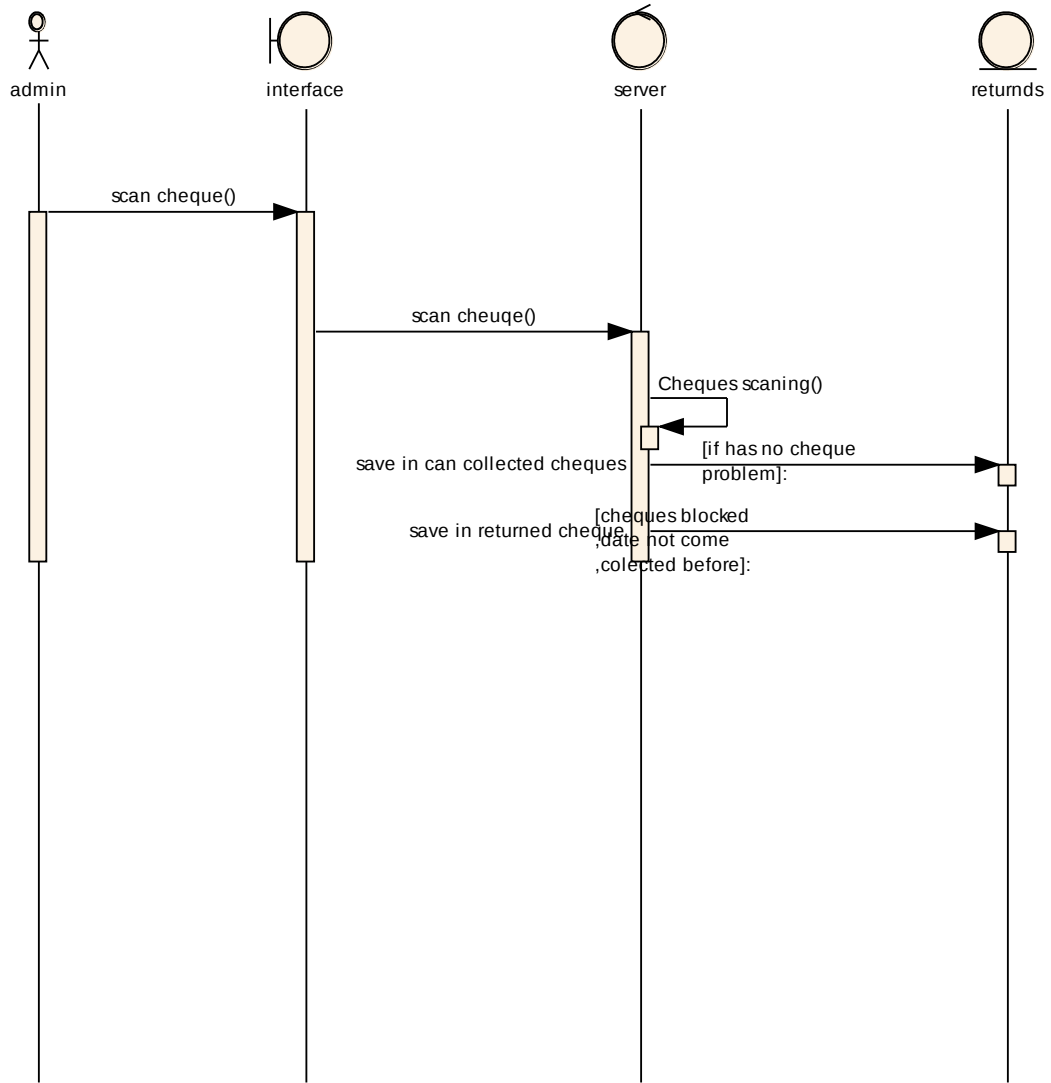 admin
interface
server
returnds
scan cheque()
scan cheuqe()
Cheques scaning()
save in can collected cheques
[if has no cheque
problem]:
save in returned cheque
[cheques blocked
,date not come
,colected before]: